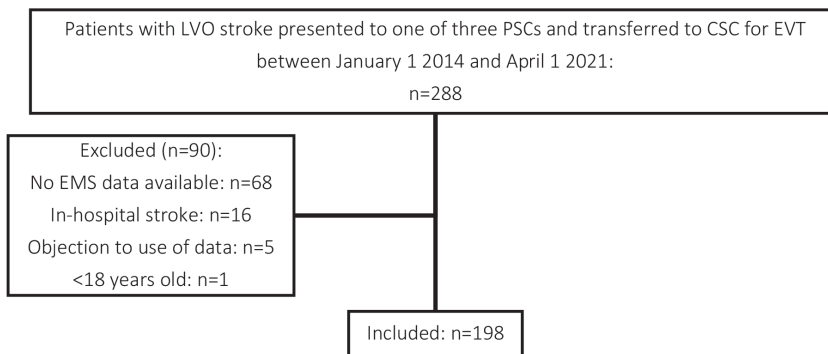 Patients with LVO stroke presented to one of three PSCs and transferred to CSC for EVT
between January 1 2014 and April 1 2021:
n=288
Excluded (n=90):
No EMS data available: n=68
In-hospital stroke: n=16
Objection to use of data: n=5
<18 years old: n=1
Included: n=198